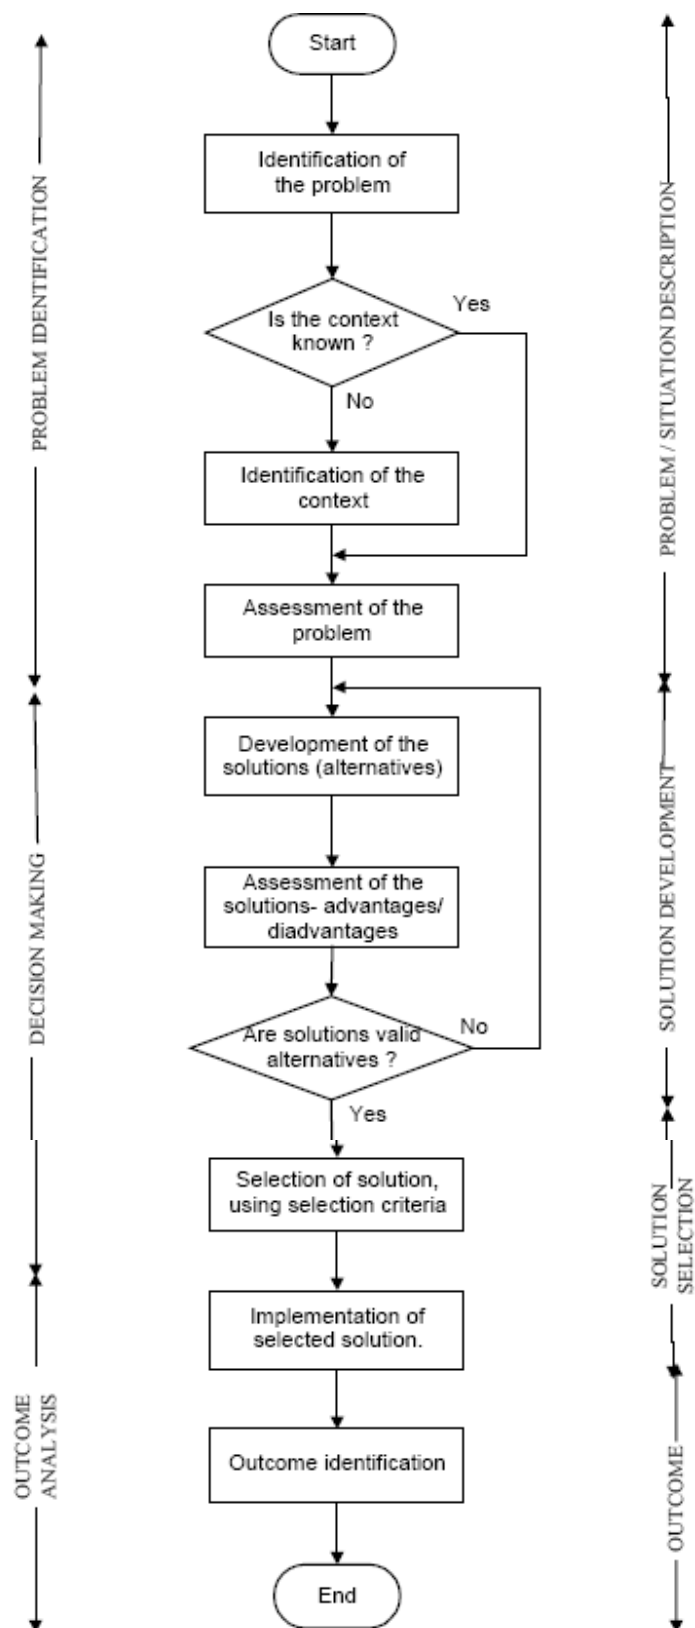 Start
Identification of
the problem
Is the context
known ?
Yes
No
Identification of the
context
Assessment of the
problem
Development of the
solutions (alternatives)
Assessment of the
solutions- advantages/
diadvantages
Are solutions valid
alternatives ?
No
Yes
Selection of solution,
using selection criteria
Implementation of
selected solution.
Outcome identification
End
PROBLEM IDENTIFICATION
DECISION MAKING
OUTCOME
ANALYSIS
PROBLEM / SITUATION DESCRIPTION
SOLUTION DEVELOPMENT
SOLUTION
SELECTION
OUTCOME